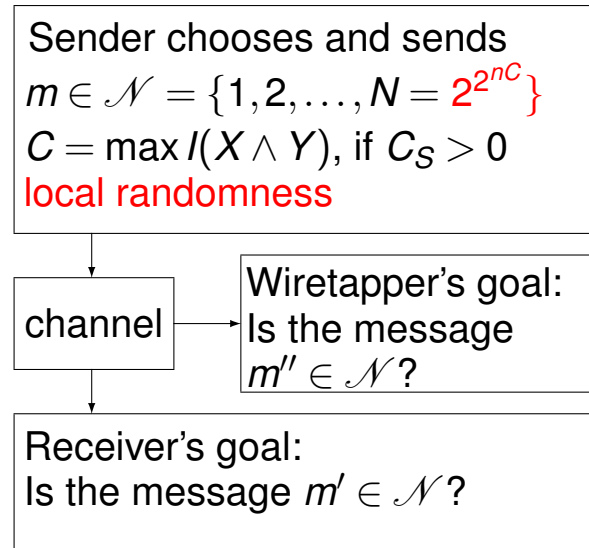 Sender chooses and sends
m ∈ 𝒩 = {1, 2, . . . , N = 2^{2^{nC}}}
C = max I(X ∧ Y), if C_S > 0
local randomness
channel
Wiretapper's goal:
Is the message
m″ ∈ 𝒩?
Receiver's goal:
Is the message m′ ∈ 𝒩?